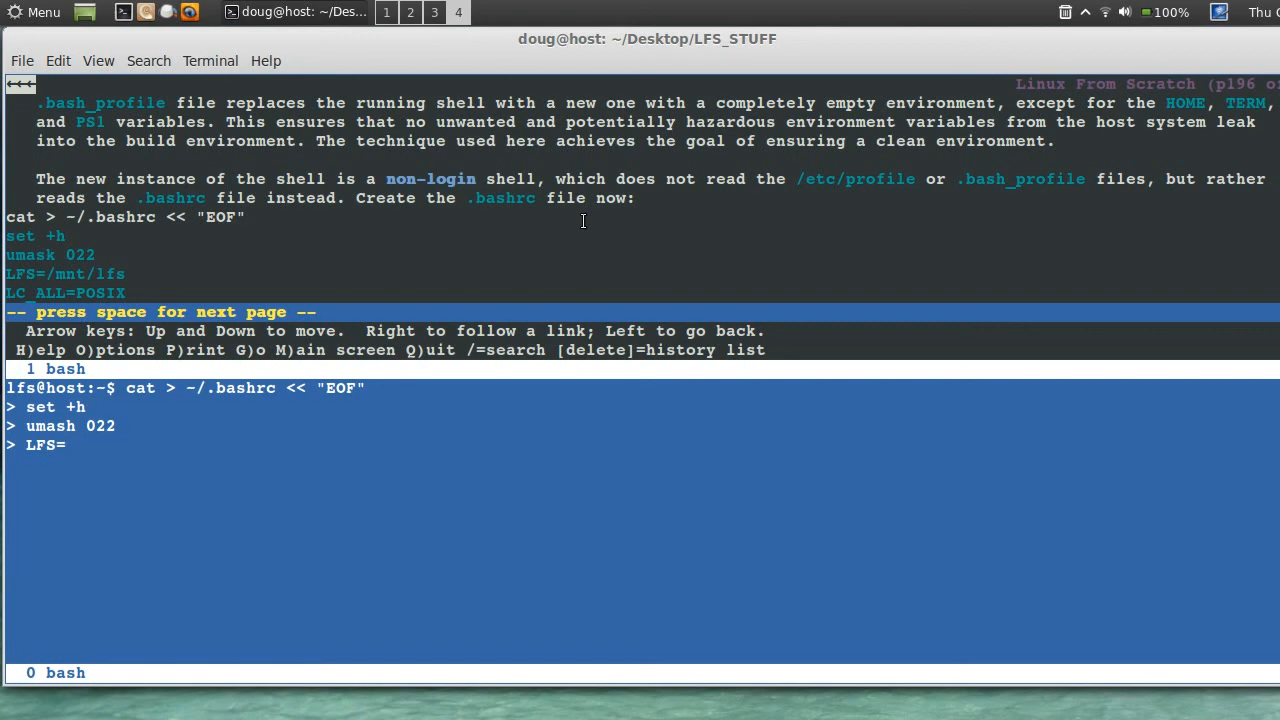 Menu
doug@host: ~/Des...
1 2 3 4
100%
Thu
doug@host: ~/Desktop/LFS_STUFF
File Edit View Search Terminal Help
←←←
Linux From Scratch (p196 of
.bash_profile file replaces the running shell with a new one with a completely empty environment, except for the HOME, TERM,
and PS1 variables. This ensures that no unwanted and potentially hazardous environment variables from the host system leak
into the build environment. The technique used here achieves the goal of ensuring a clean environment.
The new instance of the shell is a non-login shell, which does not read the /etc/profile or .bash_profile files, but rather
reads the .bashrc file instead. Create the .bashrc file now:
cat > ~/.bashrc << "EOF"
set +h
umask 022
LFS=/mnt/lfs
LC_ALL=POSIX
-- press space for next page --
Arrow keys: Up and Down to move. Right to follow a link; Left to go back.
H)elp O)ptions P)rint G)o M)ain screen Q)uit /=search [delete]=history list
1 bash
lfs@host:~$ cat > ~/.bashrc << "EOF"
> set +h
> umash 022
> LFS=
0 bash